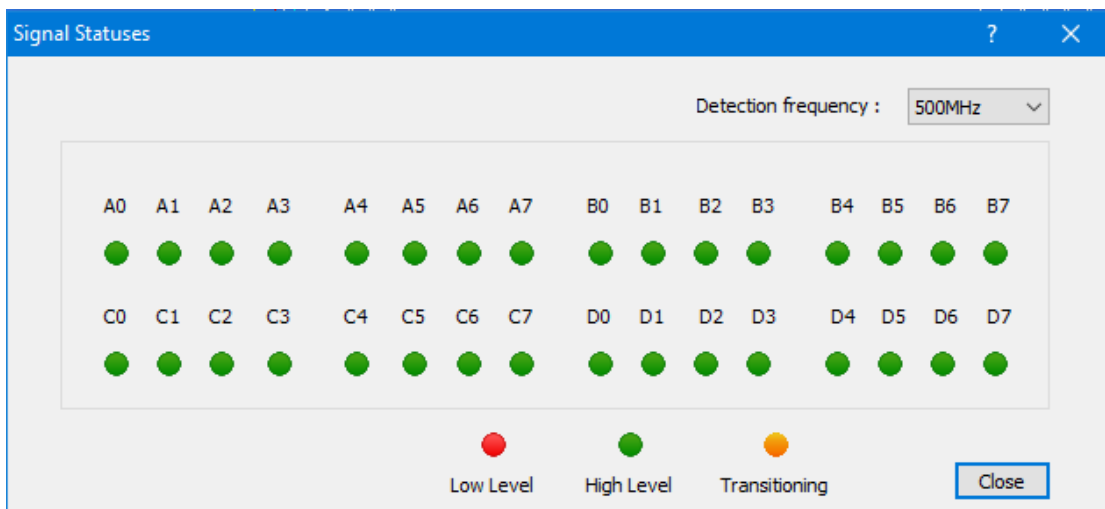 Signal Statuses ?
Detection frequency : 500MHz
A0 A1 A2 A3 A4 A5 A6 A7 B0 B1 B2 B3 B4 B5 B6 B7
C0 C1 C2 C3 C4 C5 C6 C7 D0 D1 D2 D3 D4 D5 D6 D7
Low Level High Level Transitioning Close